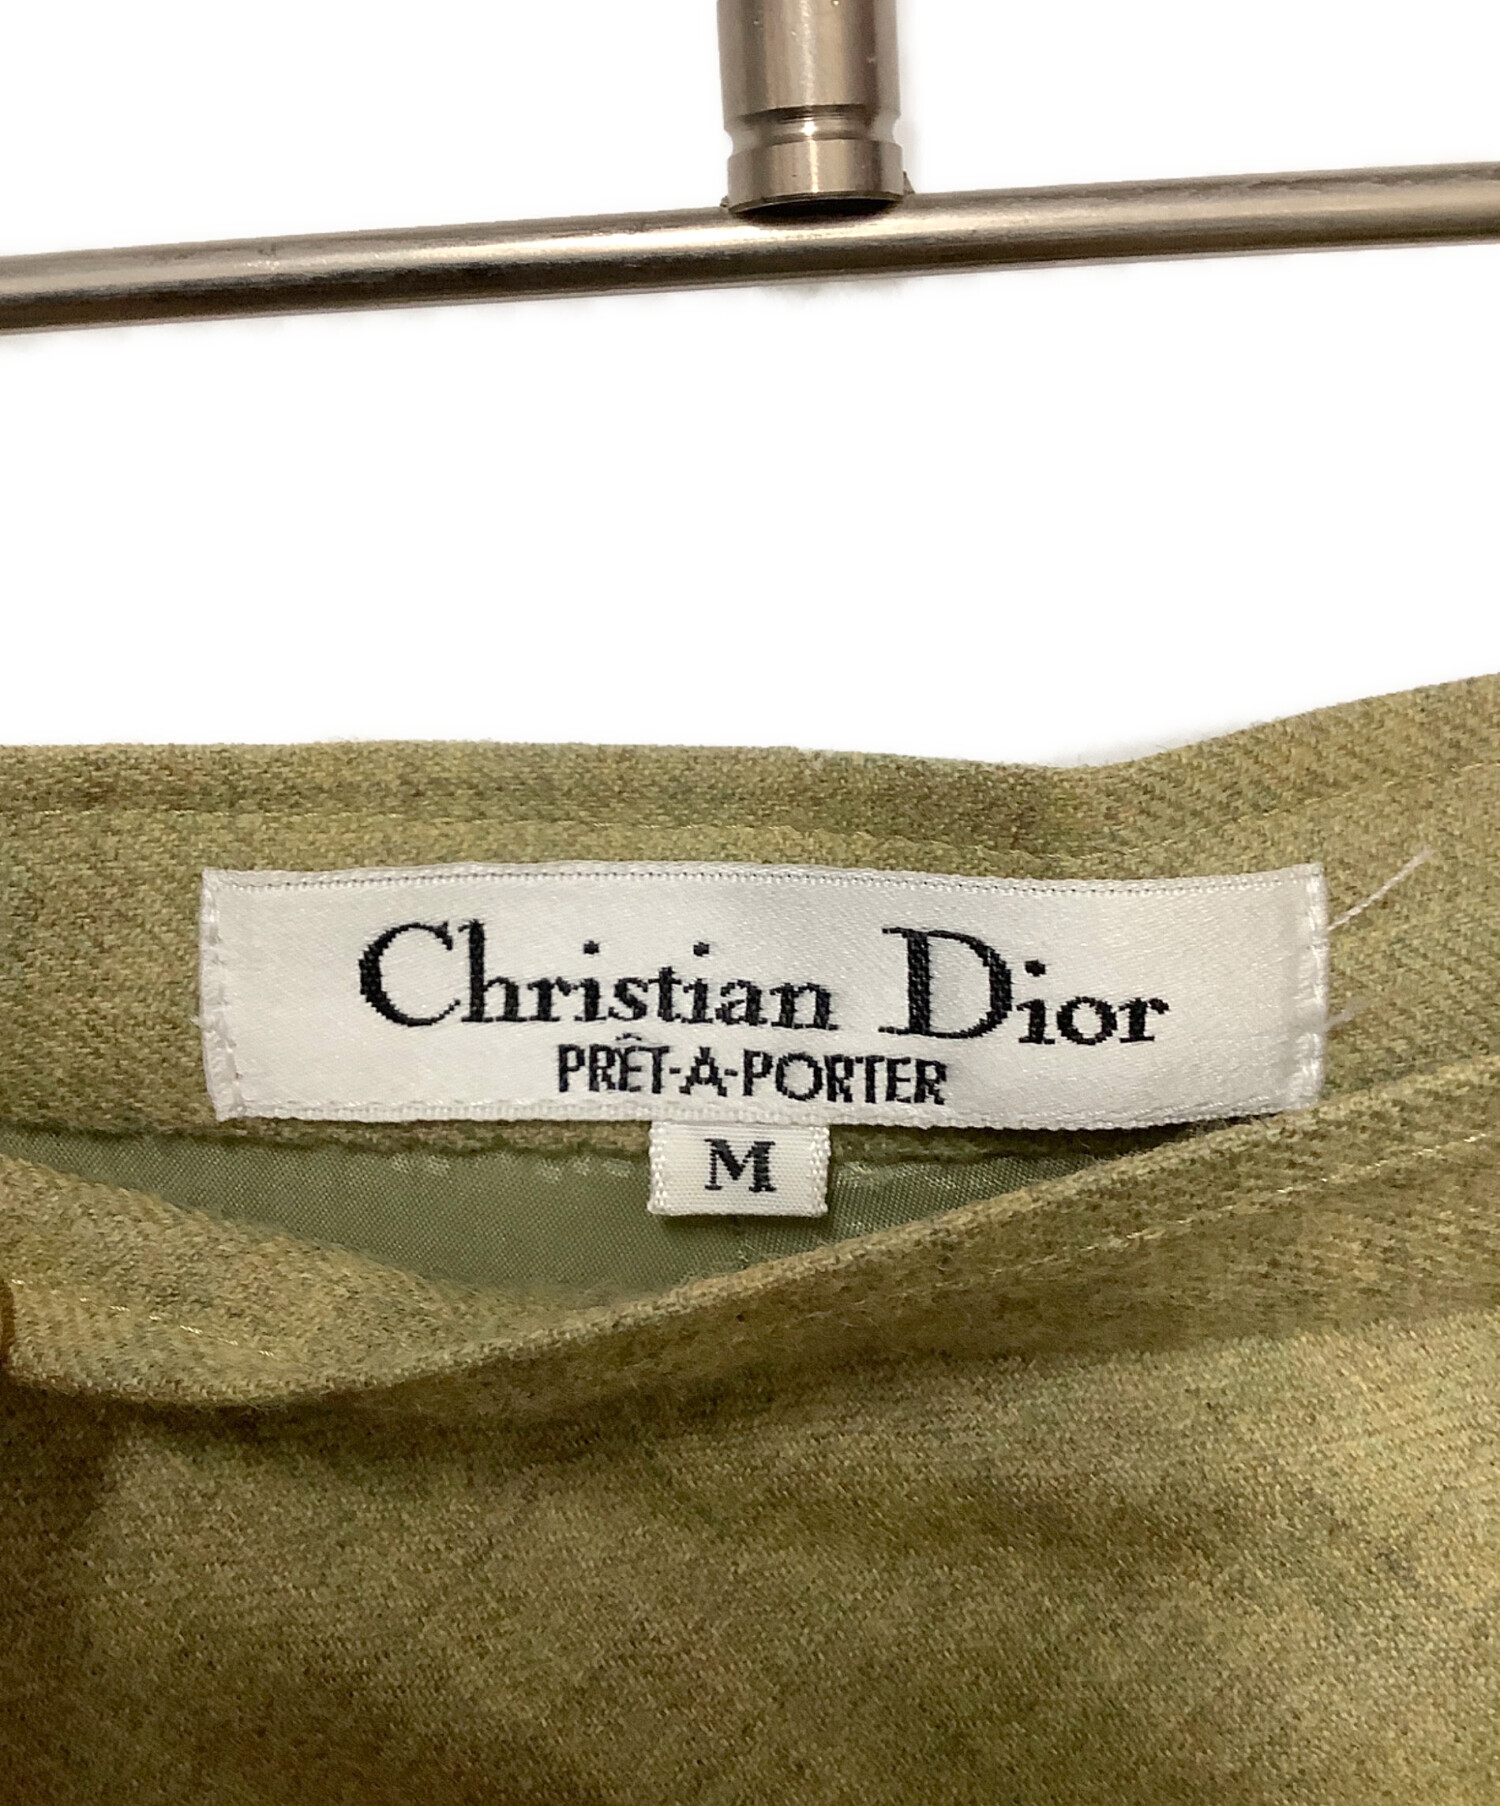 Christian Dior
PRÊT-A-PORTER
M